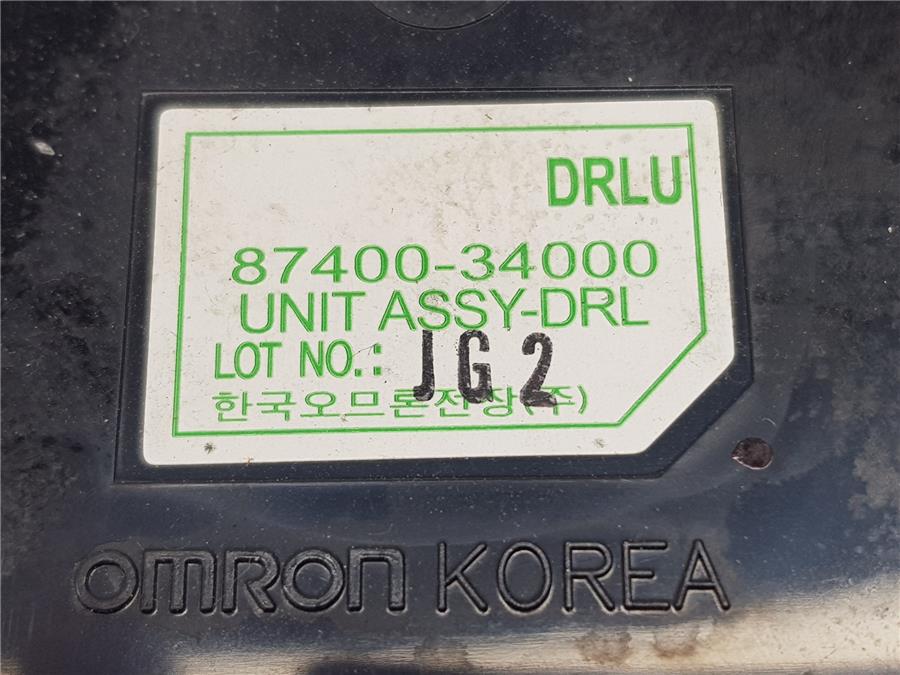 DRLU
87400-34000
UNIT ASSY-DRL
LOT NO.: JG2
한국오므론전장(주)
omron KOREA